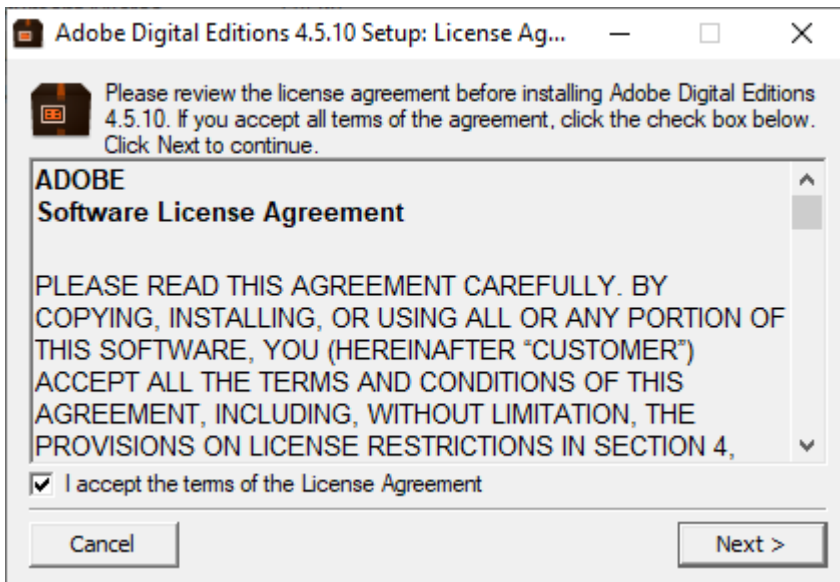 Adobe Digital Editions 4.5.10 Setup: License Ag...
Please review the license agreement before installing Adobe Digital Editions
4.5.10. If you accept all terms of the agreement, click the check box below.
Click Next to continue.
ADOBE
Software License Agreement
PLEASE READ THIS AGREEMENT CAREFULLY. BY
COPYING, INSTALLING, OR USING ALL OR ANY PORTION OF
THIS SOFTWARE, YOU (HEREINAFTER “CUSTOMER”)
ACCEPT ALL THE TERMS AND CONDITIONS OF THIS
AGREEMENT, INCLUDING, WITHOUT LIMITATION, THE
PROVISIONS ON LICENSE RESTRICTIONS IN SECTION 4,
I accept the terms of the License Agreement
Cancel
Next >